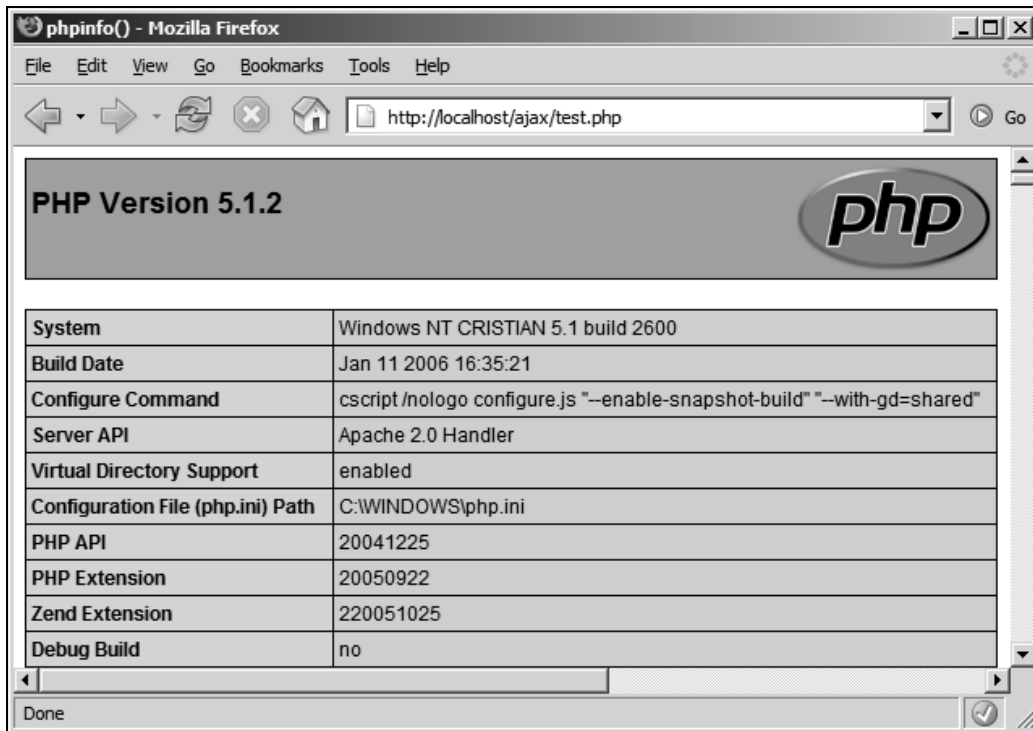 phpinfo() - Mozilla Firefox
File Edit View Go Bookmarks Tools Help
http://localhost/ajax/test.php Go
PHP Version 5.1.2
php
System Windows NT CRISTIAN 5.1 build 2600
Build Date Jan 11 2006 16:35:21
Configure Command cscript /nologo configure.js "--enable-snapshot-build" "--with-gd=shared"
Server API Apache 2.0 Handler
Virtual Directory Support enabled
Configuration File (php.ini) Path C:\WINDOWS\php.ini
PHP API 20041225
PHP Extension 20050922
Zend Extension 220051025
Debug Build no
Done